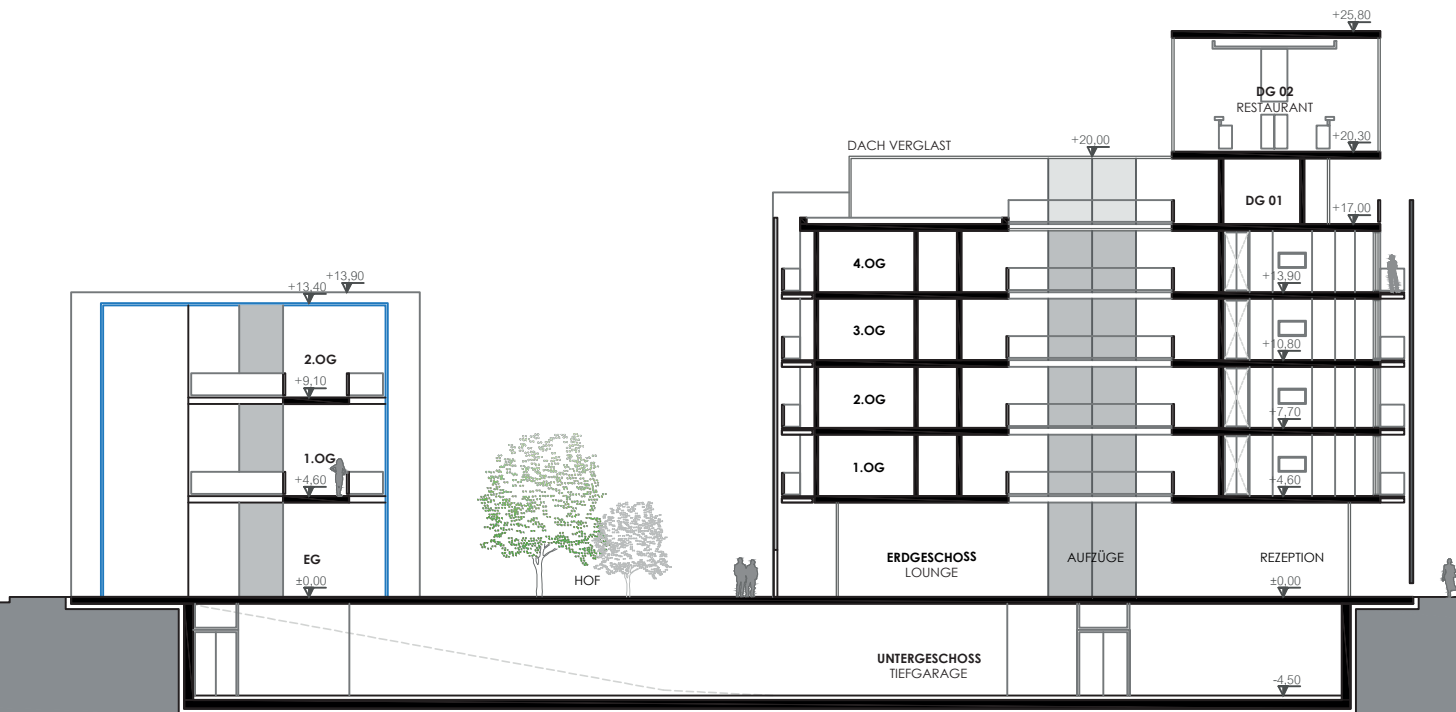 +25,80
DG 02
RESTAURANT
+20,30
DACH VERGLAST
+20,00
DG 01
+17,00
4.OG
+13,90
3.OG
+10,80
2.OG
+7,70
1.OG
+4,60
ERDGESCHOSS
LOUNGE
AUFZÜGE
REZEPTION
±0,00
+13,90
+13,40
2.OG
+9,10
1.OG
+4,60
EG
±0,00
HOF
UNTERGESCHOSS
TIEFGARAGE
-4,50